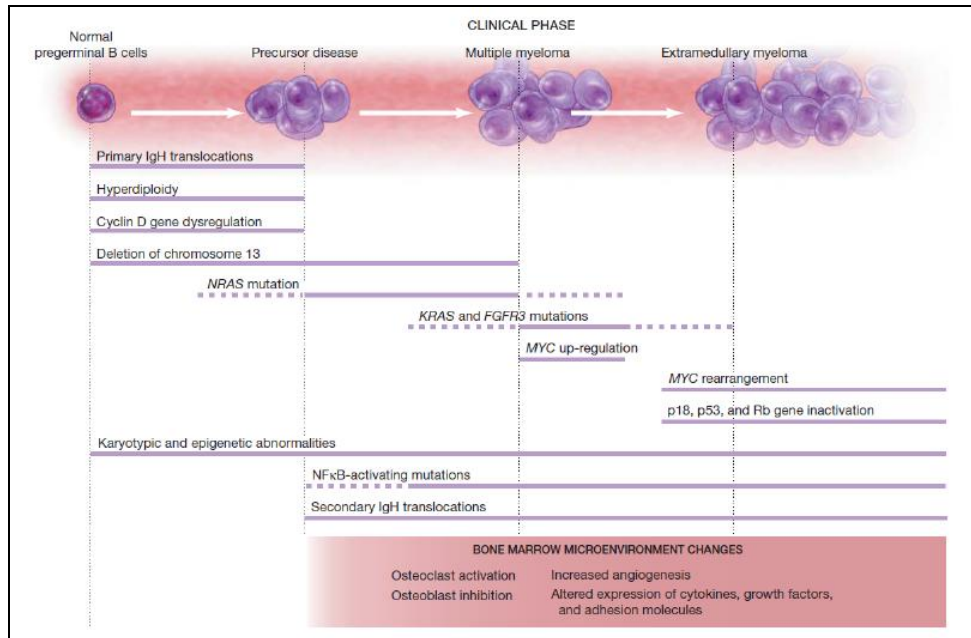 CLINICAL PHASE
Normal
pregerminal B cells
Precursor disease
Multiple myeloma
Extramedullary myeloma
Primary IgH translocations
Hyperdiploidy
Cyclin D gene dysregulation
Deletion of chromosome 13
NRAS mutation
KRAS and FGFR3 mutations
MYC up-regulation
MYC rearrangement
p18, p53, and Rb gene inactivation
Karyotypic and epigenetic abnormalities
NFκB-activating mutations
Secondary IgH translocations
BONE MARROW MICROENVIRONMENT CHANGES
Osteoclast activation
Osteoblast inhibition
Increased angiogenesis
Altered expression of cytokines, growth factors,
and adhesion molecules